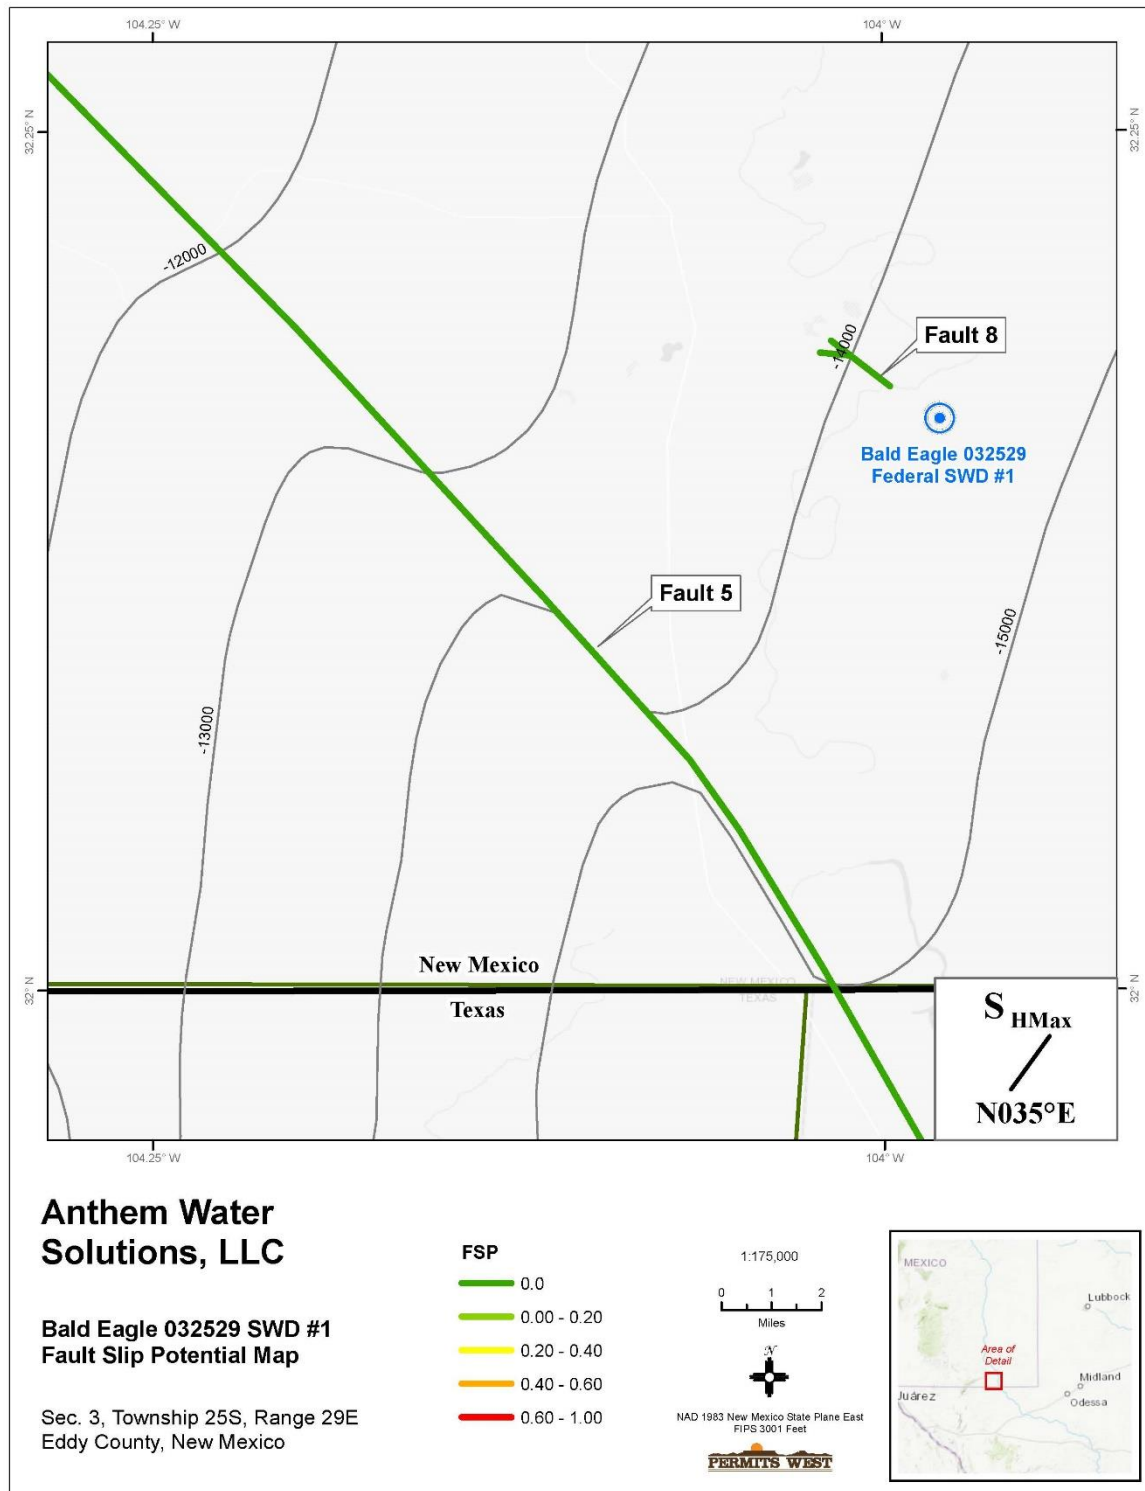 104.25° W
104° W
32.25° N
32.25° N
-12000
-14000
Fault 8
Bald Eagle 032529
Federal SWD #1
Fault 5
-15000
-13000
New Mexico
NEW MEXICO
TEXAS
Texas
32° N
32° N
S HMax
N035°E
104.25° W
104° W
Anthem Water
Solutions, LLC
Bald Eagle 032529 SWD #1
Fault Slip Potential Map
Sec. 3, Township 25S, Range 29E
Eddy County, New Mexico
FSP
0.0
0.00 - 0.20
0.20 - 0.40
0.40 - 0.60
0.60 - 1.00
1:175,000
0 1 2
Miles
N
NAD 1983 New Mexico State Plane East
FIPS 3001 Feet
PERMITS WEST
MEXICO
Lubbock
Area of
Detail
Midland
Odessa
Juárez